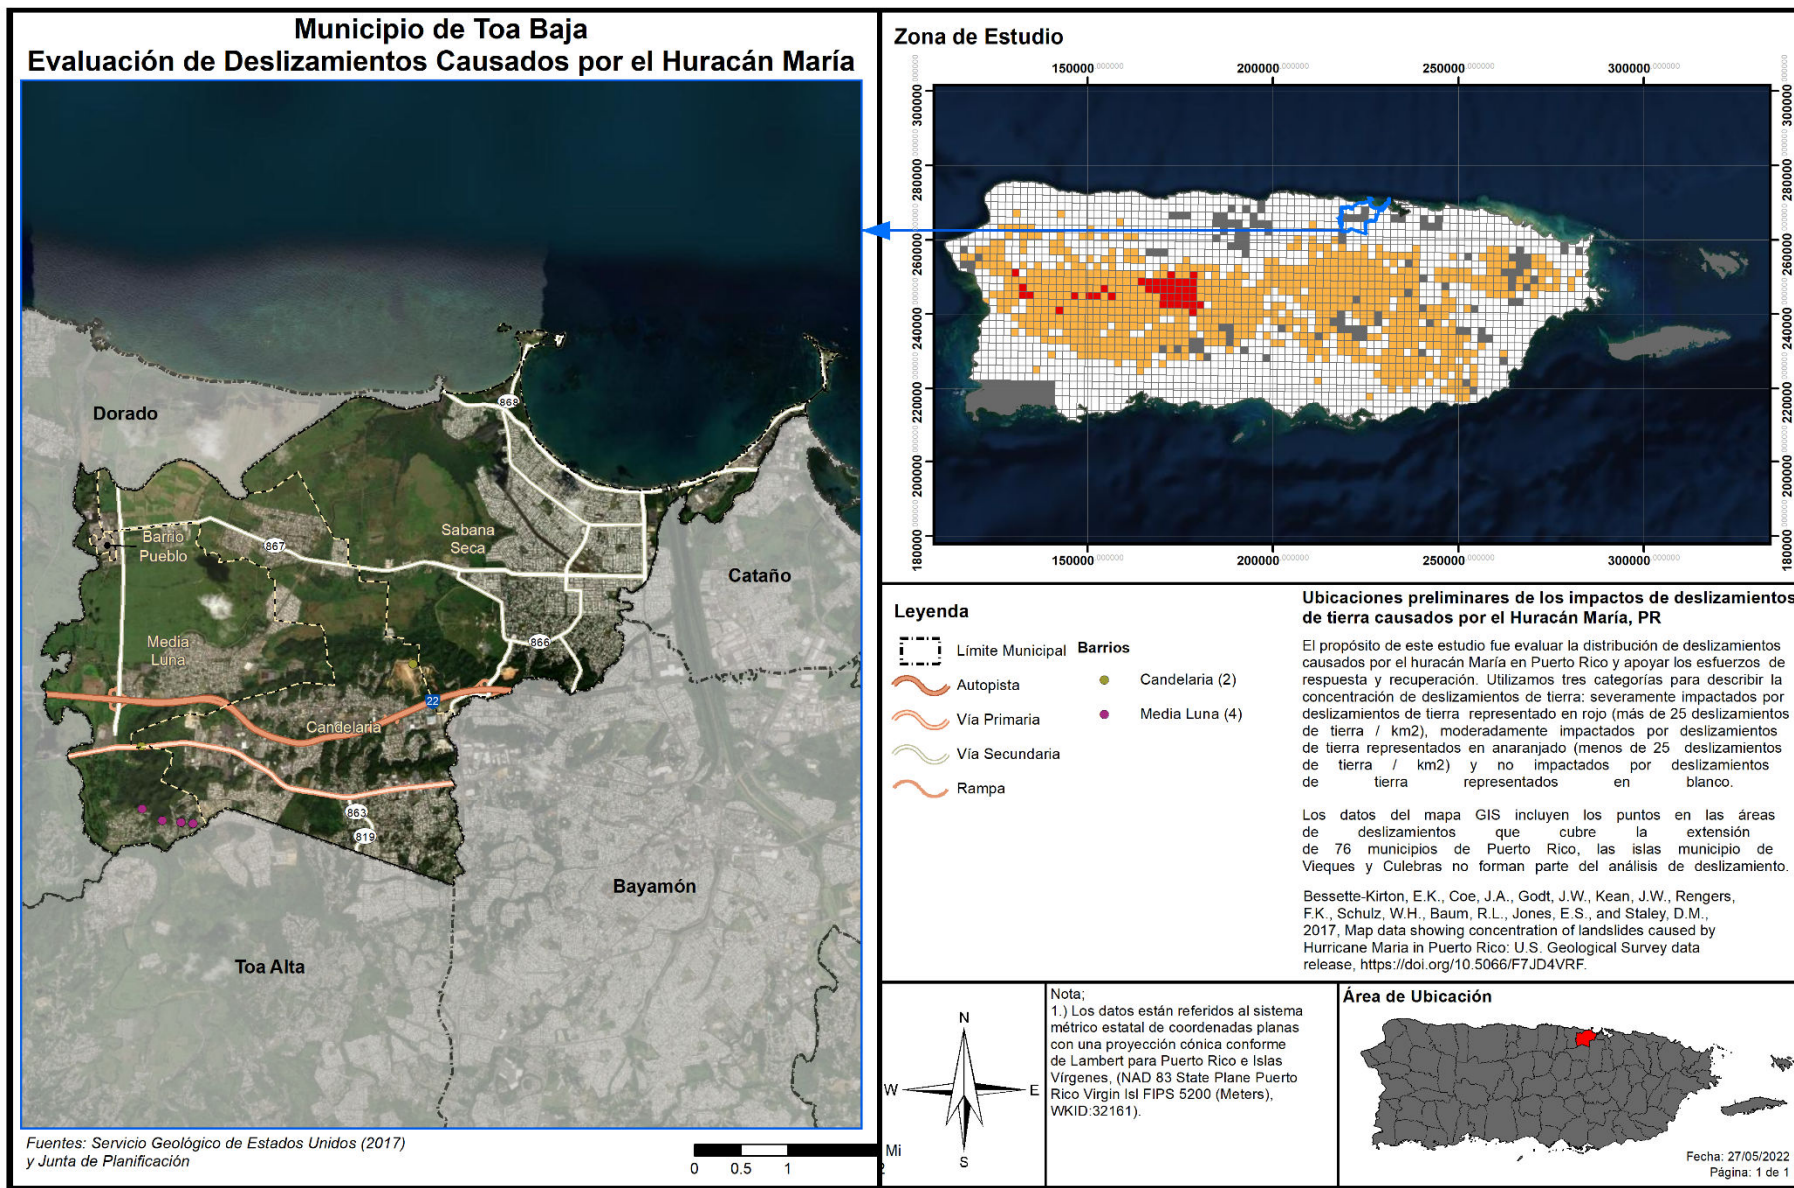 Municipio de Toa Baja
Evaluación de Deslizamientos Causados por el Huracán María
Dorado
868
Sabana
Seca
Barrio
Pueblo
867
Cataño
866
Media
Luna
22
Candelaria
863
819
Bayamón
Toa Alta
Fuentes: Servicio Geológico de Estados Unidos (2017)
y Junta de Planificación
0 0.5 1
Mi
Zona de Estudio
150000.000000 200000.000000 250000.000000 300000.000000
300000
280000
260000
240000
220000
200000
180000
300000
280000
260000
240000
220000
200000
180000
150000.000000 200000.000000 250000.000000 300000.000000
Leyenda
Límite Municipal
Autopista
Vía Primaria
Vía Secundaria
Rampa
Barrios
Candelaria (2)
Media Luna (4)
Ubicaciones preliminares de los impactos de deslizamientos
de tierra causados por el Huracán María, PR
El propósito de este estudio fue evaluar la distribución de deslizamientos
causados por el huracán María en Puerto Rico y apoyar los esfuerzos de
respuesta y recuperación. Utilizamos tres categorías para describir la
concentración de deslizamientos de tierra: severamente impactados por
deslizamientos de tierra representado en rojo (más de 25 deslizamientos
de tierra / km2), moderadamente impactados por deslizamientos
de tierra representados en anaranjado (menos de 25 deslizamientos
de tierra / km2) y no impactados por deslizamientos
de tierra representados en blanco.
Los datos del mapa GIS incluyen los puntos en las áreas
de deslizamientos que cubre la extensión
de 76 municipios de Puerto Rico, las islas municipio de
Vieques y Culebras no forman parte del análisis de deslizamiento.
Bessette-Kirton, E.K., Coe, J.A., Godt, J.W., Kean, J.W., Rengers,
F.K., Schulz, W.H., Baum, R.L., Jones, E.S., and Staley, D.M.,
2017, Map data showing concentration of landslides caused by
Hurricane Maria in Puerto Rico: U.S. Geological Survey data
release, https://doi.org/10.5066/F7JD4VRF.
N
W E
S
Nota;
1.) Los datos están referidos al sistema
métrico estatal de coordenadas planas
con una proyección cónica conforme
de Lambert para Puerto Rico e Islas
Vírgenes, (NAD 83 State Plane Puerto
Rico Virgin Isl FIPS 5200 (Meters),
WKID:32161).
Área de Ubicación
Fecha: 27/05/2022
Página: 1 de 1